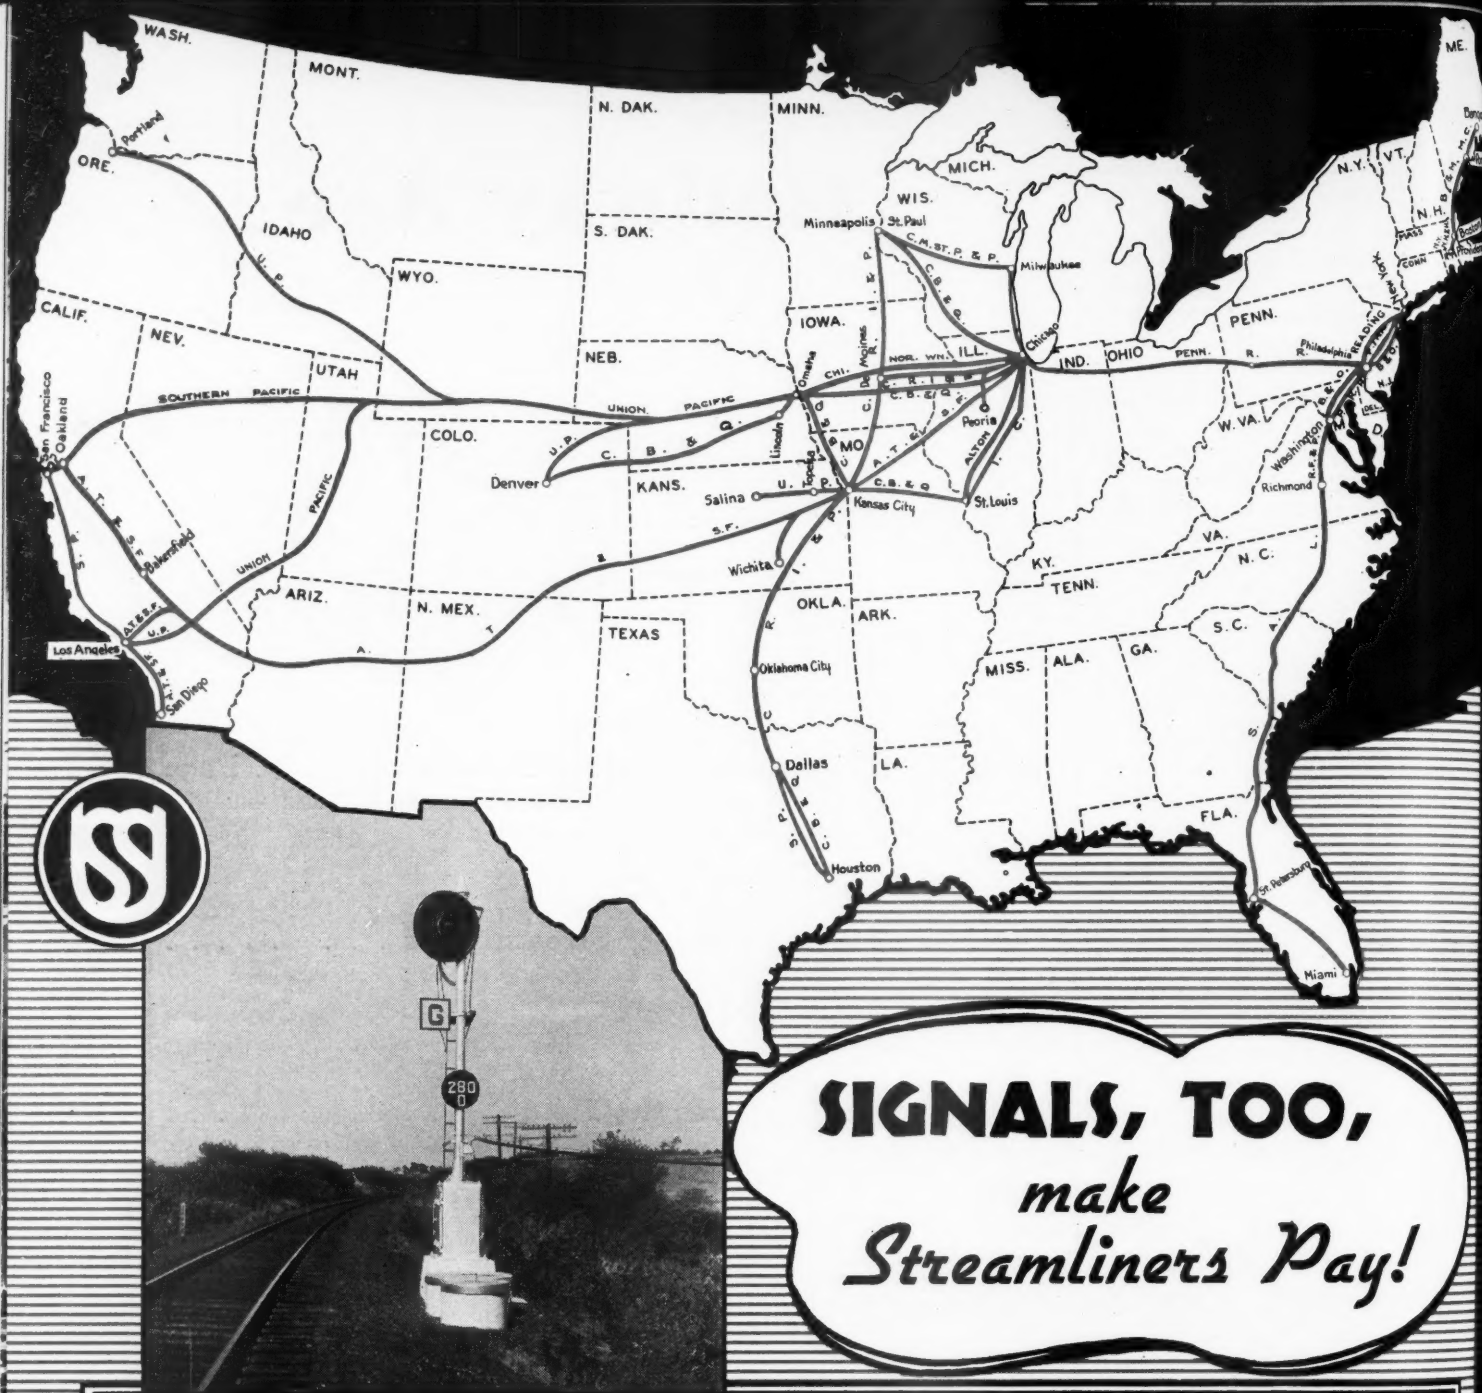 WASH.
MONT.
N. DAK.
MINN.
ME.
Portland
ORE.
MICH.
N.Y.
VT.
WIS.
N.H.
IDAHO
S. DAK.
Minneapolis
St. Paul
MASS
Boston
U. P.
WYO.
C. M. ST. P. & P.
Milwaukee
C. B. & Q.
CONN
New York
CALIF.
NEV.
IOWA.
PENN.
Chicago
Des Moines
READING
NEB.
Omaha
CHI.
NOR. WN.
ILL.
IND.
OHIO
PENN.
R.
R.
Philadelphia
UTAH
C. R. I. & P.
C. B. & Q.
B. & O.
N.J.
San Francisco
Oakland
SOUTHERN PACIFIC
UNION PACIFIC
DEL.
COLO.
Lincoln
Peoria
W. VA.
Washington
M
D.
U. P.
C. B. & Q.
MO
A. T. &
ALTON
R.F. & P.
Denver
KANS.
Topeka
Salina
U. P.
C. B. & Q
Kansas City
St. Louis
Richmond
A. T. & S. F.
PACIFIC
S. F.
VA.
Bakersfield
UNION
&
Wichita
R. I. & P.
KY.
N. C.
S. P.
ARIZ.
N. MEX.
T
OKLA.
TENN.
A. T. & S. F.
U. P.
TEXAS
ARK.
S. C.
Los Angeles
A.
MISS.
ALA.
GA.
A. T. & S. F.
San Diego
Oklahoma City
C.
S. A. L.
Dallas
LA.
C. R. I. & P.
S. P.
FLA.
Houston
St. Petersburg
Miami
USS
G
280
0
SIGNALS, TOO,
make
Streamliners Pay!